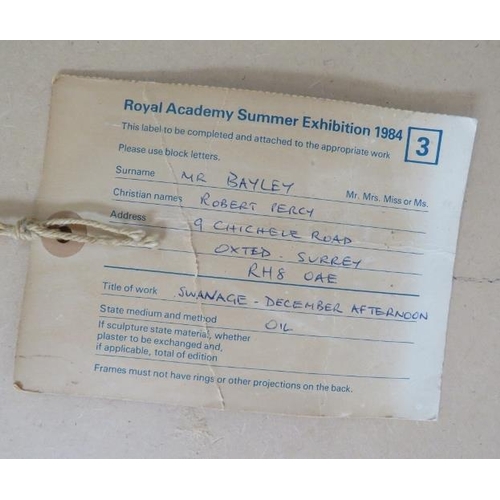 Royal Academy Summer Exhibition 1984
3
This label to be completed and attached to the appropriate work
Please use block letters.
Surname MR BAYLEY Mr. Mrs. Miss or Ms.
Christian names ROBERT PERCY
Address 9 CHICHELE ROAD
OXTED. SURREY
RH8 OAE
Title of work SWANAGE - DECEMBER AFTERNOON
State medium and method OIL
If sculpture state material, whether
plaster to be exchanged and,
if applicable, total of edition
Frames must not have rings or other projections on the back.